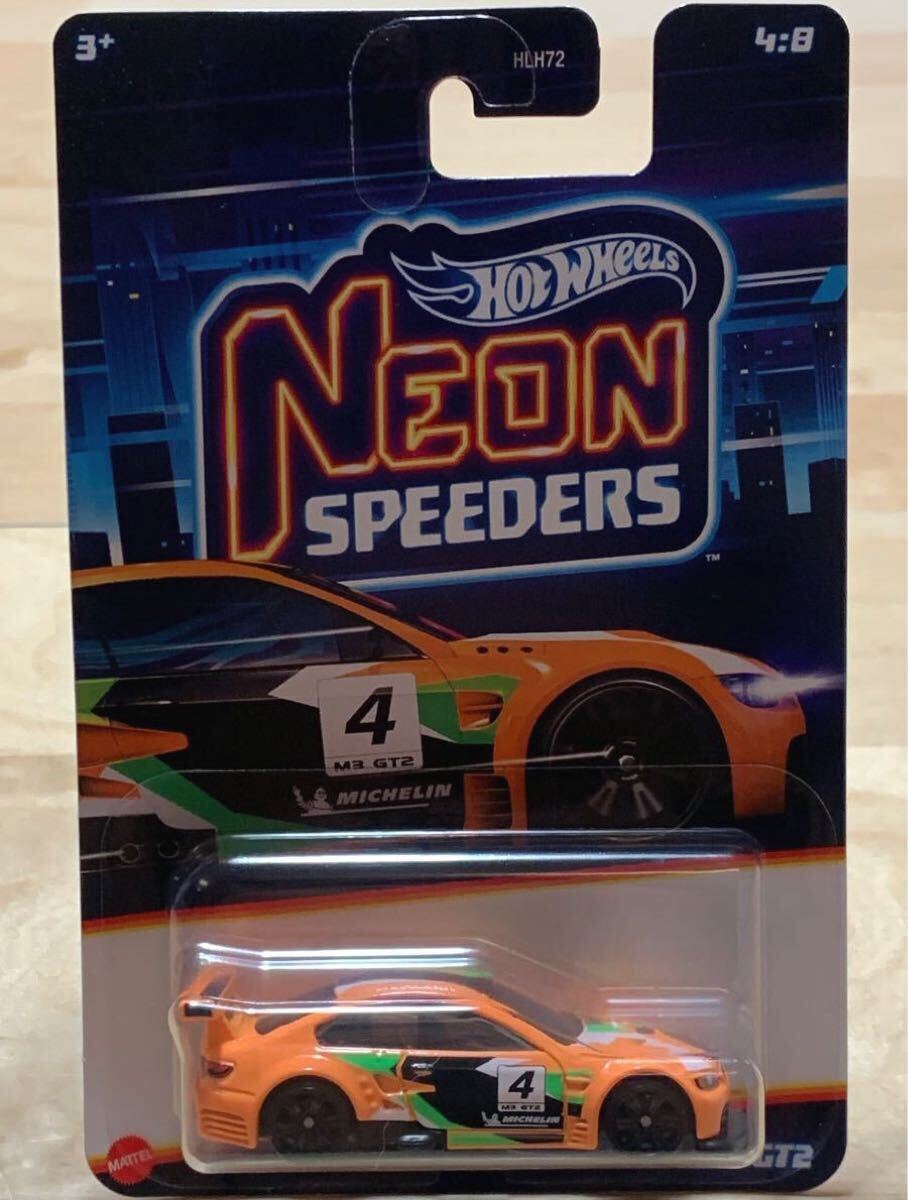 3+
HLH72
4:8
HOT WHEELS
NEON
SPEEDERS
™
4
M3 GT2
MICHELIN
4
M3 GT2
MICHELIN
MATTEL
GT2